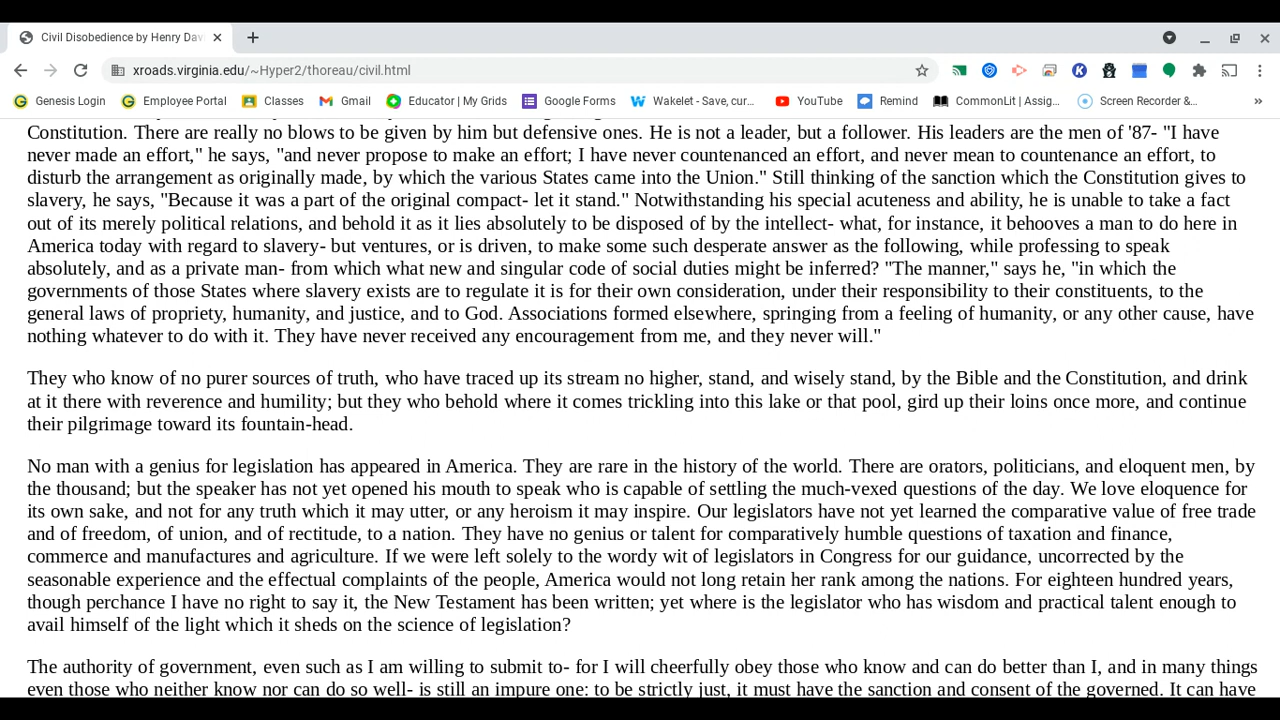 Civil Disobedience by Henry Dav
xroads.virginia.edu/~Hyper2/thoreau/civil.html
Genesis Login Employee Portal Classes Gmail Educator | My Grids Google Forms Wakelet - Save, cur... YouTube Remind CommonLit | Assig... Screen Recorder &... »
Constitution. There are really no blows to be given by him but defensive ones. He is not a leader, but a follower. His leaders are the men of '87- "I have
never made an effort," he says, "and never propose to make an effort; I have never countenanced an effort, and never mean to countenance an effort, to
disturb the arrangement as originally made, by which the various States came into the Union." Still thinking of the sanction which the Constitution gives to
slavery, he says, "Because it was a part of the original compact- let it stand." Notwithstanding his special acuteness and ability, he is unable to take a fact
out of its merely political relations, and behold it as it lies absolutely to be disposed of by the intellect- what, for instance, it behooves a man to do here in
America today with regard to slavery- but ventures, or is driven, to make some such desperate answer as the following, while professing to speak
absolutely, and as a private man- from which what new and singular code of social duties might be inferred? "The manner," says he, "in which the
governments of those States where slavery exists are to regulate it is for their own consideration, under their responsibility to their constituents, to the
general laws of propriety, humanity, and justice, and to God. Associations formed elsewhere, springing from a feeling of humanity, or any other cause, have
nothing whatever to do with it. They have never received any encouragement from me, and they never will."
They who know of no purer sources of truth, who have traced up its stream no higher, stand, and wisely stand, by the Bible and the Constitution, and drink
at it there with reverence and humility; but they who behold where it comes trickling into this lake or that pool, gird up their loins once more, and continue
their pilgrimage toward its fountain-head.
No man with a genius for legislation has appeared in America. They are rare in the history of the world. There are orators, politicians, and eloquent men, by
the thousand; but the speaker has not yet opened his mouth to speak who is capable of settling the much-vexed questions of the day. We love eloquence for
its own sake, and not for any truth which it may utter, or any heroism it may inspire. Our legislators have not yet learned the comparative value of free trade
and of freedom, of union, and of rectitude, to a nation. They have no genius or talent for comparatively humble questions of taxation and finance,
commerce and manufactures and agriculture. If we were left solely to the wordy wit of legislators in Congress for our guidance, uncorrected by the
seasonable experience and the effectual complaints of the people, America would not long retain her rank among the nations. For eighteen hundred years,
though perchance I have no right to say it, the New Testament has been written; yet where is the legislator who has wisdom and practical talent enough to
avail himself of the light which it sheds on the science of legislation?
The authority of government, even such as I am willing to submit to- for I will cheerfully obey those who know and can do better than I, and in many things
even those who neither know nor can do so well- is still an impure one: to be strictly just, it must have the sanction and consent of the governed. It can have